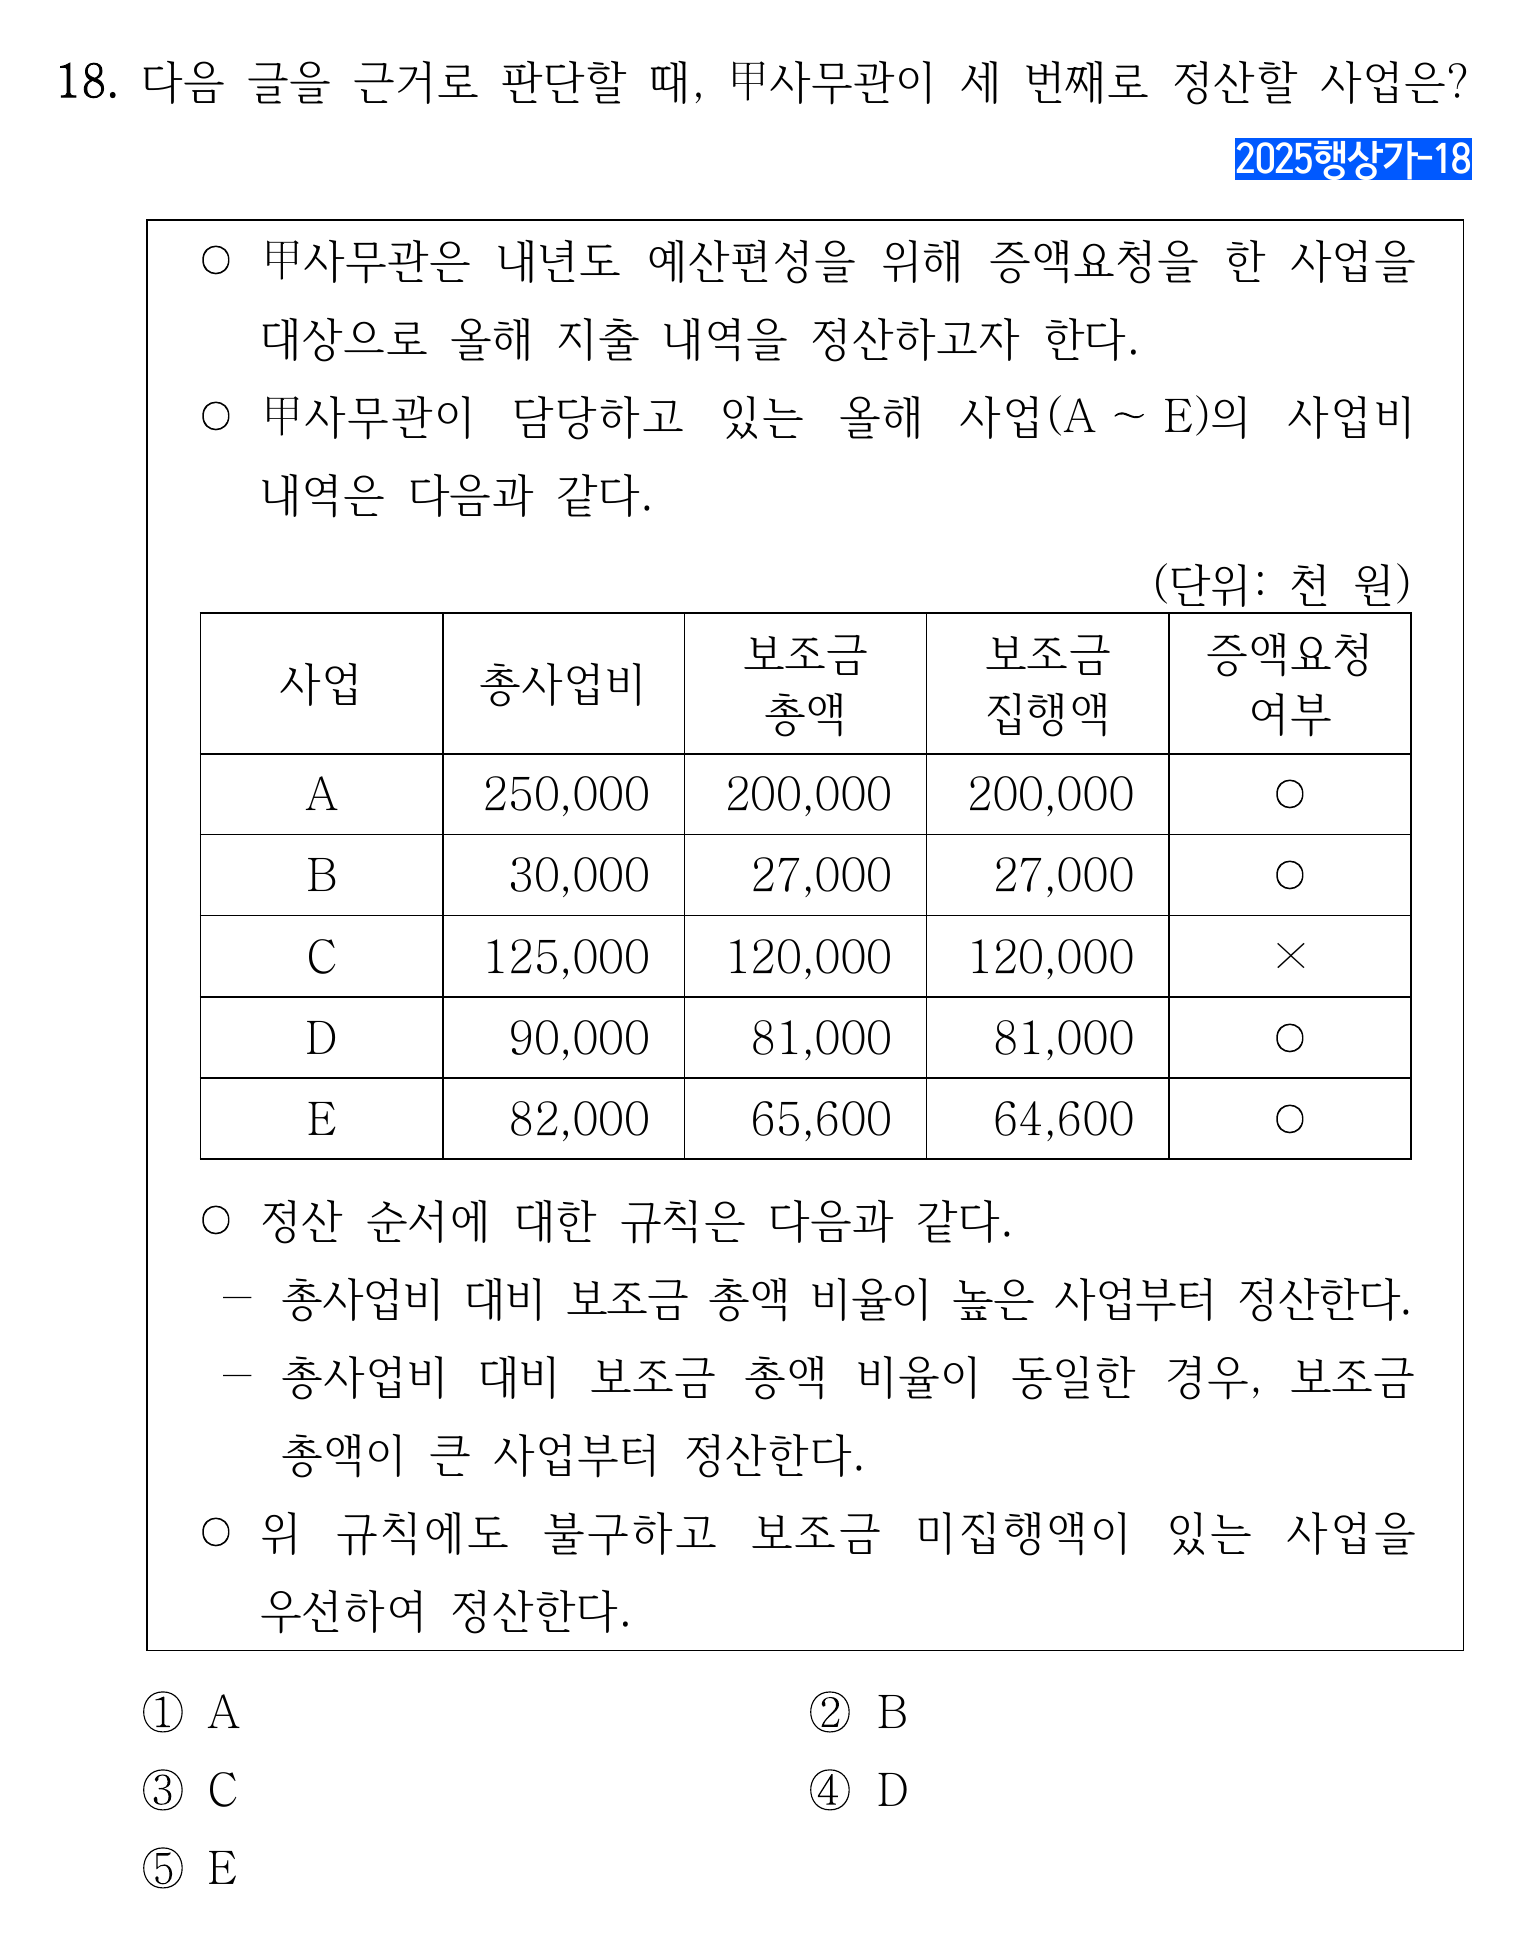 18. 다음 글을 근거로 판단할 때, 甲사무관이 세 번째로 정산할 사업은?
2025행상가-18
○ 甲사무관은 내년도 예산편성을 위해 증액요청을 한 사업을
대상으로 올해 지출 내역을 정산하고자 한다.
○ 甲사무관이 담당하고 있는 올해 사업(A ~ E)의 사업비
내역은 다음과 같다.
(단위: 천 원)
사업 총사업비 보조금 총액 보조금 집행액 증액요청 여부
A 250,000 200,000 200,000 ○
B 30,000 27,000 27,000 ○
C 125,000 120,000 120,000 ×
D 90,000 81,000 81,000 ○
E 82,000 65,600 64,600 ○
○ 정산 순서에 대한 규칙은 다음과 같다.
－ 총사업비 대비 보조금 총액 비율이 높은 사업부터 정산한다.
－ 총사업비 대비 보조금 총액 비율이 동일한 경우, 보조금
총액이 큰 사업부터 정산한다.
○ 위 규칙에도 불구하고 보조금 미집행액이 있는 사업을
우선하여 정산한다.
① A ② B
③ C ④ D
⑤ E